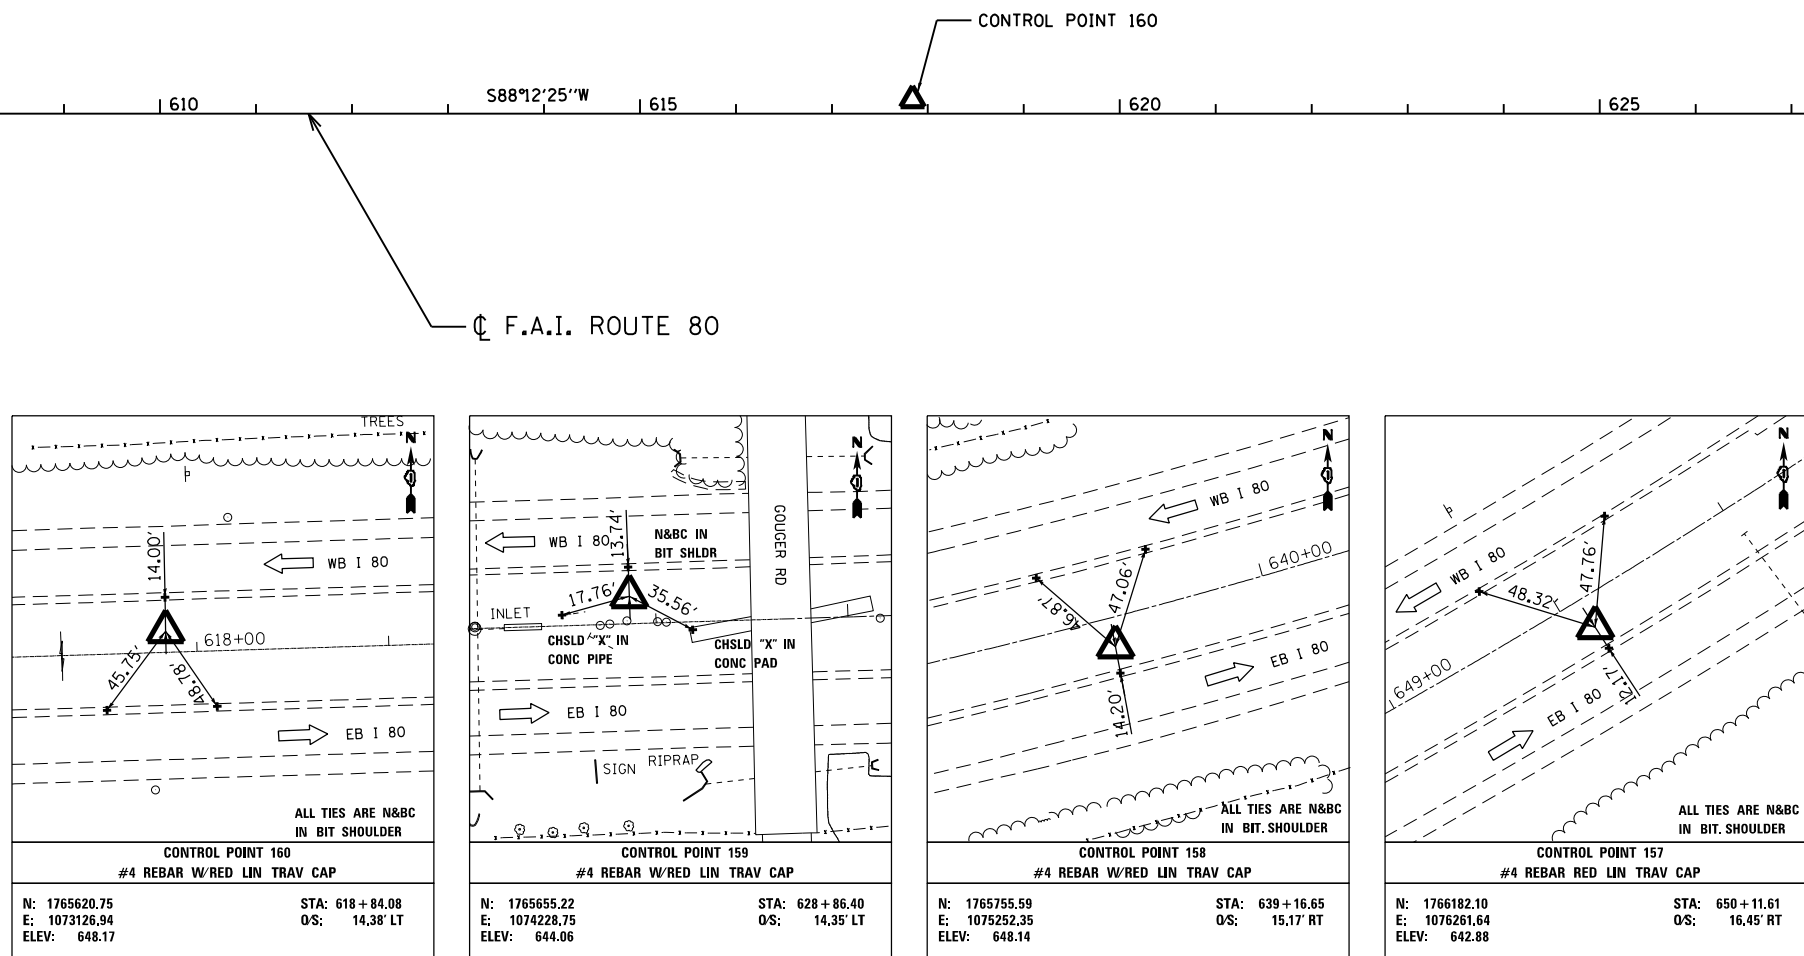 CONTROL POINT 160
S88°12'25''W
610
615
620
625
℄ F.A.I. ROUTE 80
TREES
N
14.00'
WB I 80
618+00
45.75'
48.78'
EB I 80
ALL TIES ARE N&BC
IN BIT SHOULDER
CONTROL POINT 160
#4 REBAR W/RED LIN TRAV CAP
N: 1765620.75 STA: 618+84.08
E: 1073126.94 O/S: 14.38' LT
ELEV: 648.17
N
GOUGER RD
13.74'
N&BC IN
BIT SHLDR
WB I 80
17.76'
35.56'
INLET
CHSLD "X" IN
CONC PIPE
CHSLD "X" IN
CONC PAD
EB I 80
SIGN
RIPRAP
CONTROL POINT 159
#4 REBAR W/RED LIN TRAV CAP
N: 1765655.22 STA: 628+86.40
E: 1074228.75 O/S: 14.35' LT
ELEV: 644.06
N
WB I 80
640+00
47.06'
46.87'
EB I 80
14.20'
ALL TIES ARE N&BC
IN BIT. SHOULDER
CONTROL POINT 158
#4 REBAR W/RED LIN TRAV CAP
N: 1765755.59 STA: 639+16.65
E: 1075252.35 O/S: 15.17' RT
ELEV: 648.14
N
WB I 80
47.76'
48.32'
649+00
12.17'
EB I 80
ALL TIES ARE N&BC
IN BIT. SHOULDER
CONTROL POINT 157
#4 REBAR RED LIN TRAV CAP
N: 1766182.10 STA: 650+11.61
E: 1076261.64 O/S: 16.45' RT
ELEV: 642.88